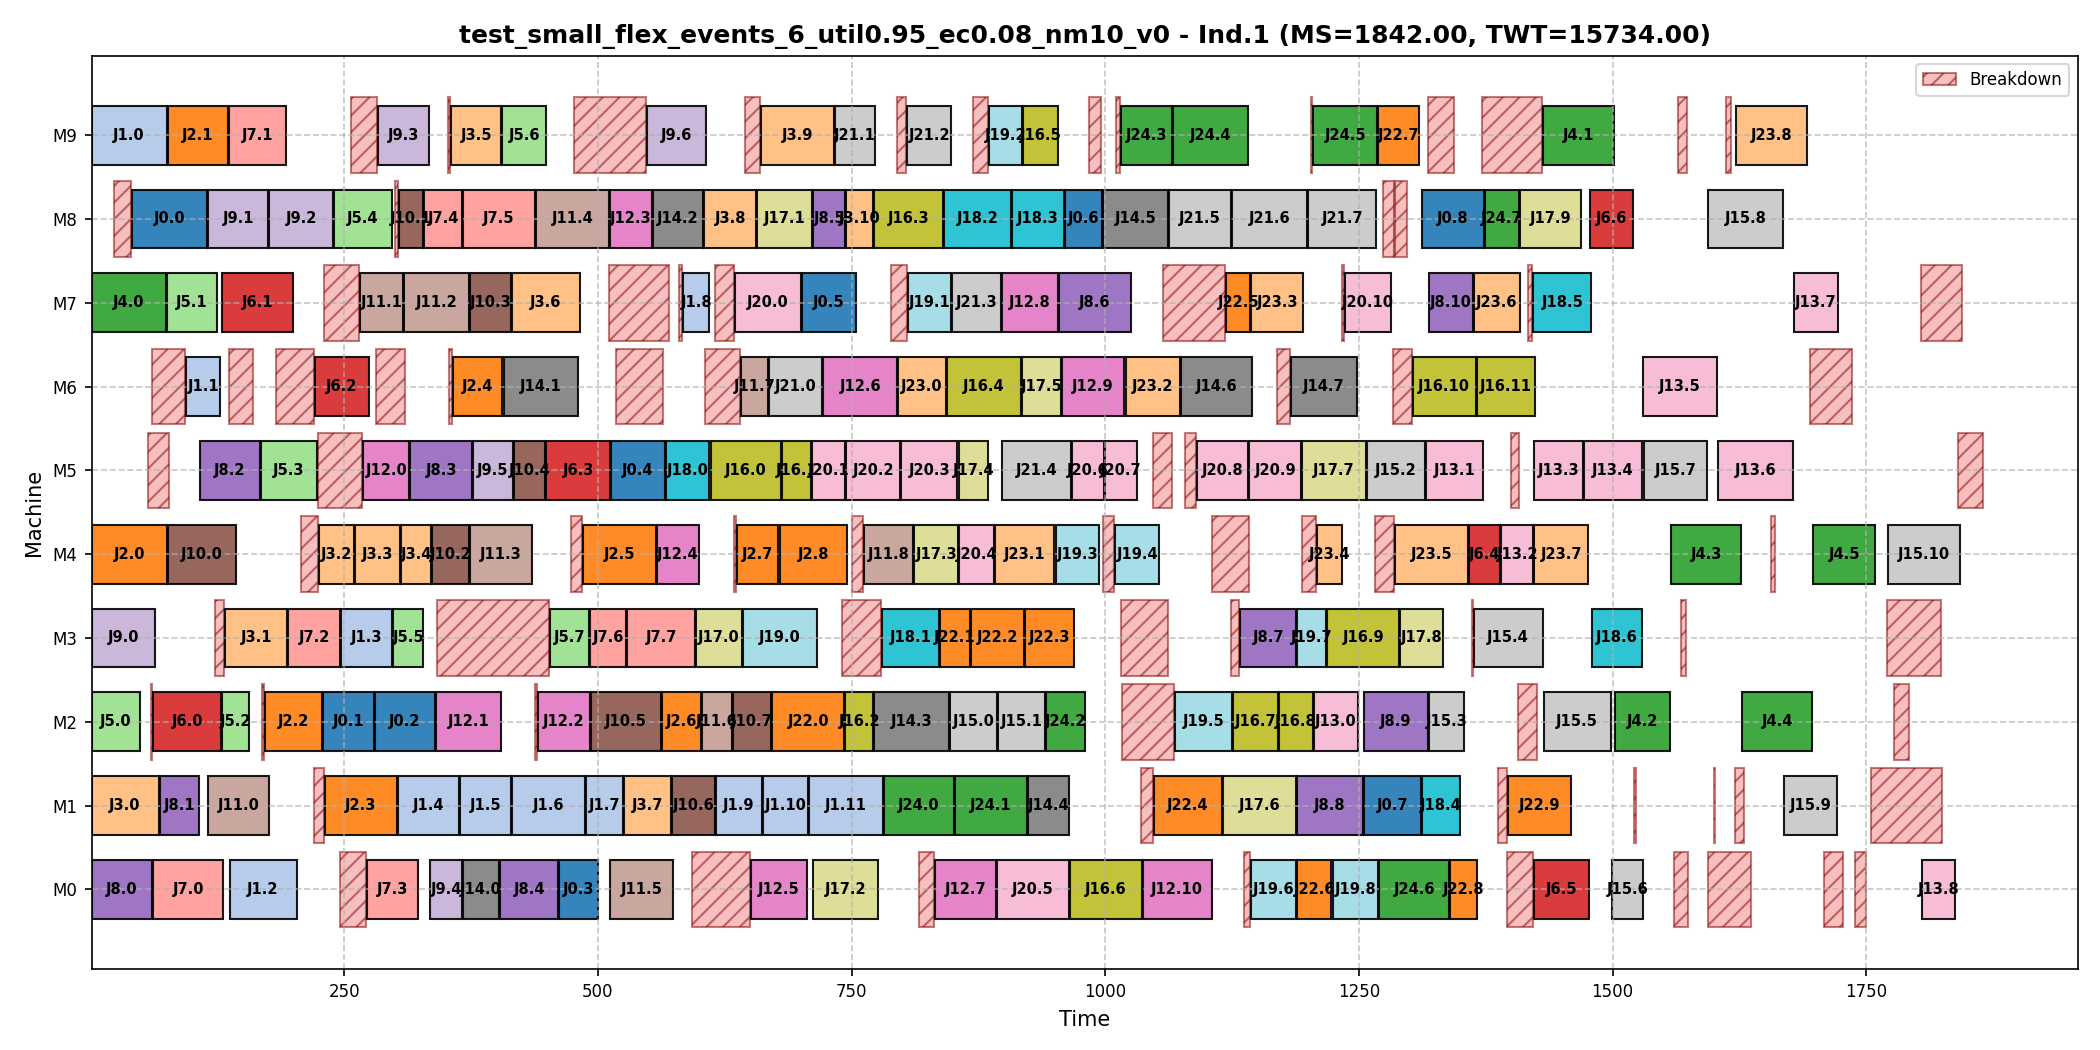 test_small_flex_events_6_util0.95_ec0.08_nm10_v0 - Ind.1 (MS=1842.00, TWT=15734.00)
Breakdown
M9 J1.0 J2.1 J7.1 J9.3 J3.5 J5.6 J9.6 J3.9 J21.1 J21.2 J19.2 J16.5 J24.3 J24.4 J24.5 J22.7 J4.1 J23.8
M8 J0.0 J9.1 J9.2 J5.4 J10.1 J7.4 J7.5 J11.4 J12.3 J14.2 J3.8 J17.1 J8.5 J3.10 J16.3 J18.2 J18.3 J0.6 J14.5 J21.5 J21.6 J21.7 J0.8 J24.7 J17.9 J6.6 J15.8
M7 J4.0 J5.1 J6.1 J11.1 J11.2 J10.3 J3.6 J1.8 J20.0 J0.5 J19.1 J21.3 J12.8 J8.6 J22.5 J23.3 J20.10 J8.10 J23.6 J18.5 J13.7
M6 J1.1 J6.2 J2.4 J14.1 J11.7 J21.0 J12.6 J23.0 J16.4 J17.5 J12.9 J23.2 J14.6 J14.7 J16.10 J16.11 J13.5
M5 J8.2 J5.3 J12.0 J8.3 J9.5 J10.4 J6.3 J0.4 J18.0 J16.0 J16.1 J20.1 J20.2 J20.3 J17.4 J21.4 J20.6 J20.7 J20.8 J20.9 J17.7 J15.2 J13.1 J13.3 J13.4 J15.7 J13.6
M4 J2.0 J10.0 J3.2 J3.3 J3.4 J10.2 J11.3 J2.5 J12.4 J2.7 J2.8 J11.8 J17.3 J20.4 J23.1 J19.3 J19.4 J23.4 J23.5 J6.4 J13.2 J23.7 J4.3 J4.5 J15.10
M3 J9.0 J3.1 J7.2 J1.3 J5.5 J5.7 J7.6 J7.7 J17.0 J19.0 J18.1 J22.1 J22.2 J22.3 J8.7 J19.7 J16.9 J17.8 J15.4 J18.6
M2 J5.0 J6.0 J5.2 J2.2 J0.1 J0.2 J12.1 J12.2 J10.5 J2.6 J11.6 J10.7 J22.0 J16.2 J14.3 J15.0 J15.1 J24.2 J19.5 J16.7 J16.8 J13.0 J8.9 J15.3 J15.5 J4.2 J4.4
M1 J3.0 J8.1 J11.0 J2.3 J1.4 J1.5 J1.6 J1.7 J3.7 J10.6 J1.9 J1.10 J1.11 J24.0 J24.1 J14.4 J22.4 J17.6 J8.8 J0.7 J18.4 J22.9 J15.9
M0 J8.0 J7.0 J1.2 J7.3 J9.4 J14.0 J8.4 J0.3 J11.5 J12.5 J17.2 J12.7 J20.5 J16.6 J12.10 J19.6 J22.6 J19.8 J24.6 J22.8 J6.5 J15.6 J13.8
Machine
250 500 750 1000 1250 1500 1750
Time